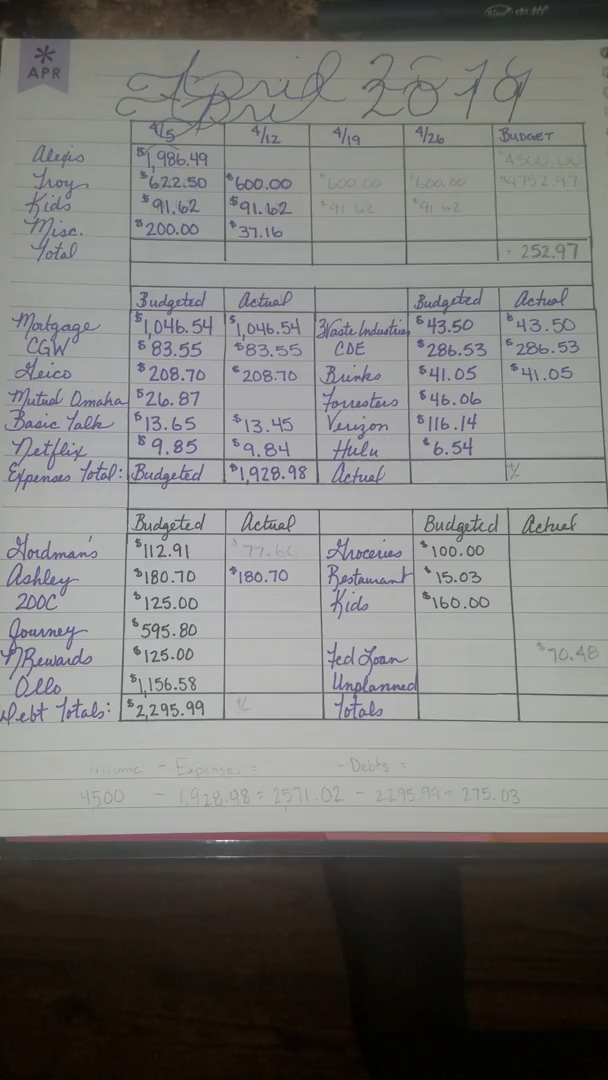 * APR
April 2019
4/5 4/12 4/19 4/26 BUDGET
Alexis $1,986.49 4500.00
Troy $622.50 $600.00 $600.00 $600.00 $4752.97
Kids $91.62 $91.62 $91.62 $91.62
Misc. $200.00 $37.16
Total + 252.97
Budgeted Actual Budgeted Actual
Mortgage $1,046.54 $1,046.54 3Waste Industries $43.50 $43.50
CGW $83.55 $83.55 CDE $286.53 $286.53
Geico $208.70 $208.70 Brinks $41.05 $41.05
Mutual Omaha $26.87 Forresters $46.06
Basic Talk $13.65 $13.45 Verizon $116.14
Netflix $9.85 $9.84 Hulu $6.54
Expenses Total: Budgeted $1,928.98 Actual +/-
Budgeted Actual Budgeted Actual
Gordman's $112.91 $77.66 Groceries $100.00
Ashley $180.70 $180.70 Restaurant $15.03
200C $125.00 Kids $160.00
Journey $595.80
NRewards $125.00 Fed Loan $70.48
Ollo $1,156.58 Unplanned
Debt Totals: $2,295.99 +/- Totals
Income - Expenses = - Debts =
4500 - 1,928.98 = 2571.02 - 2295.99 = 275.03